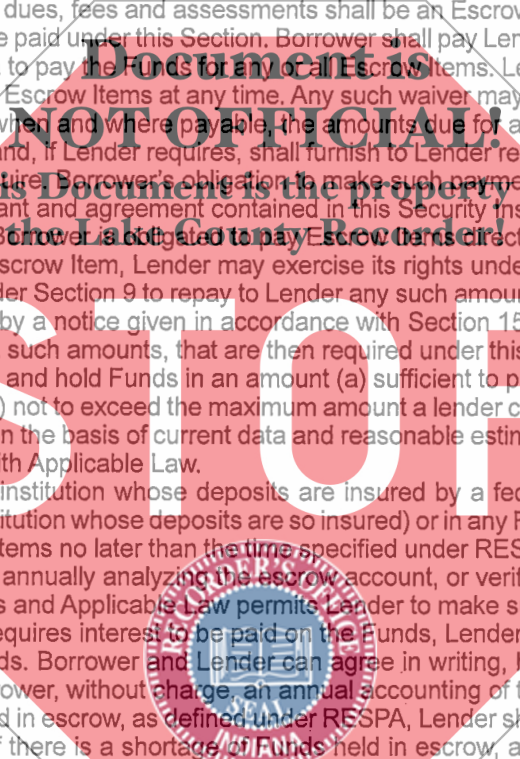 dues, fees and assessments shall be an Escrow
e paid under this Section. Borrower shall pay Len
Document is
to pay the Funds for any or all Escrow Items. Le
Escrow Items at any time. Any such waiver may
NOT OFFICIAL!
when and where payable, the amounts due for a
nd, if Lender requires, shall furnish to Lender re
is Document is the property
uire. Borrower's obligation to make such payme
ant and agreement contained in this Security Ins
the Lake County Recorder!
Borrower is obligated to pay Escrow Items direct
scrow Item, Lender may exercise its rights unde
der Section 9 to repay to Lender any such amoun
STOP
by a notice given in accordance with Section 15
such amounts, that are then required under this
and hold Funds in an amount (a) sufficient to p
) not to exceed the maximum amount a lender c
n the basis of current data and reasonable estin
ith Applicable Law.
institution whose deposits are insured by a fed
titution whose deposits are so insured) or in any F
tems no later than the time specified under RES
annually analyzing the escrow account, or verif
s and Applicable Law permits Lender to make s
equires interest to be paid on the Funds, Lender
ds. Borrower and Lender can agree in writing, h
ower, without charge, an annual accounting of t
d in escrow, as defined under RESPA, Lender sh
f there is a shortage of Funds held in escrow, a
RECORDER'S OFFICE
SEAL
INDIANA